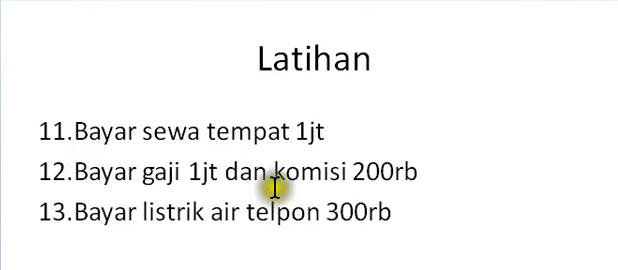 Latihan
11.Bayar sewa tempat 1jt
12.Bayar gaji 1jt dan komisi 200rb
13.Bayar listrik air telpon 300rb